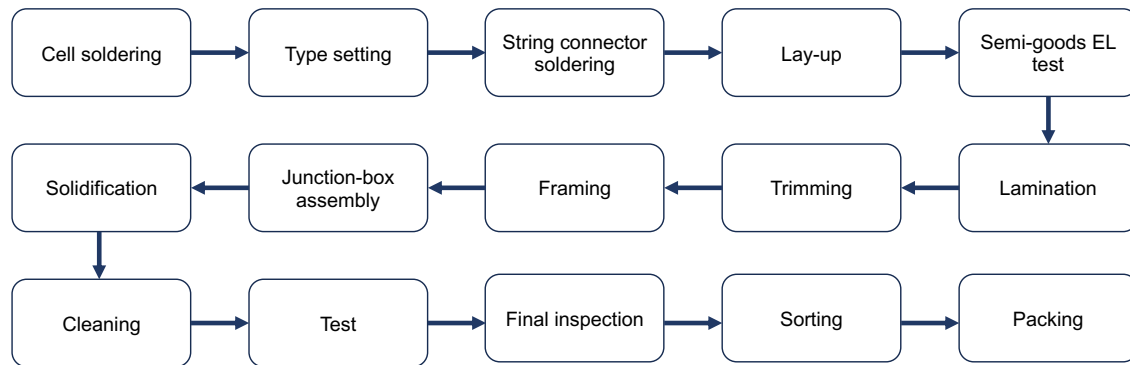 Cell soldering
Type setting
String connector
soldering
Lay-up
Semi-goods EL
test
Lamination
Trimming
Framing
Junction-box
assembly
Solidification
Cleaning
Test
Final inspection
Sorting
Packing